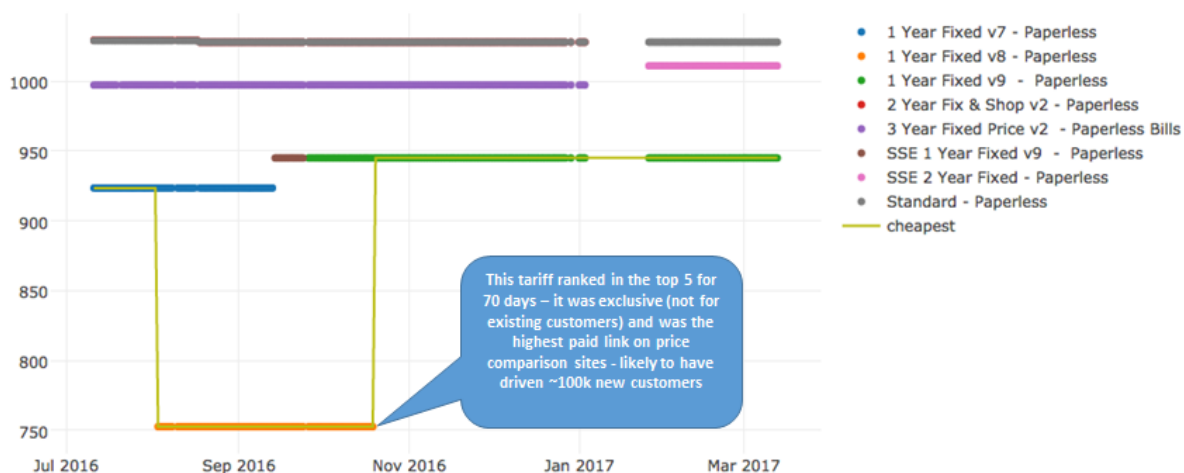 1000
950
900
850
800
750
Jul 2016
Sep 2016
Nov 2016
Jan 2017
Mar 2017
1 Year Fixed v7 - Paperless
1 Year Fixed v8 - Paperless
1 Year Fixed v9 - Paperless
2 Year Fix & Shop v2 - Paperless
3 Year Fixed Price v2 - Paperless Bills
SSE 1 Year Fixed v9 - Paperless
SSE 2 Year Fixed - Paperless
Standard - Paperless
cheapest
This tariff ranked in the top 5 for
70 days – it was exclusive (not for
existing customers) and was the
highest paid link on price
comparison sites - likely to have
driven ~100k new customers